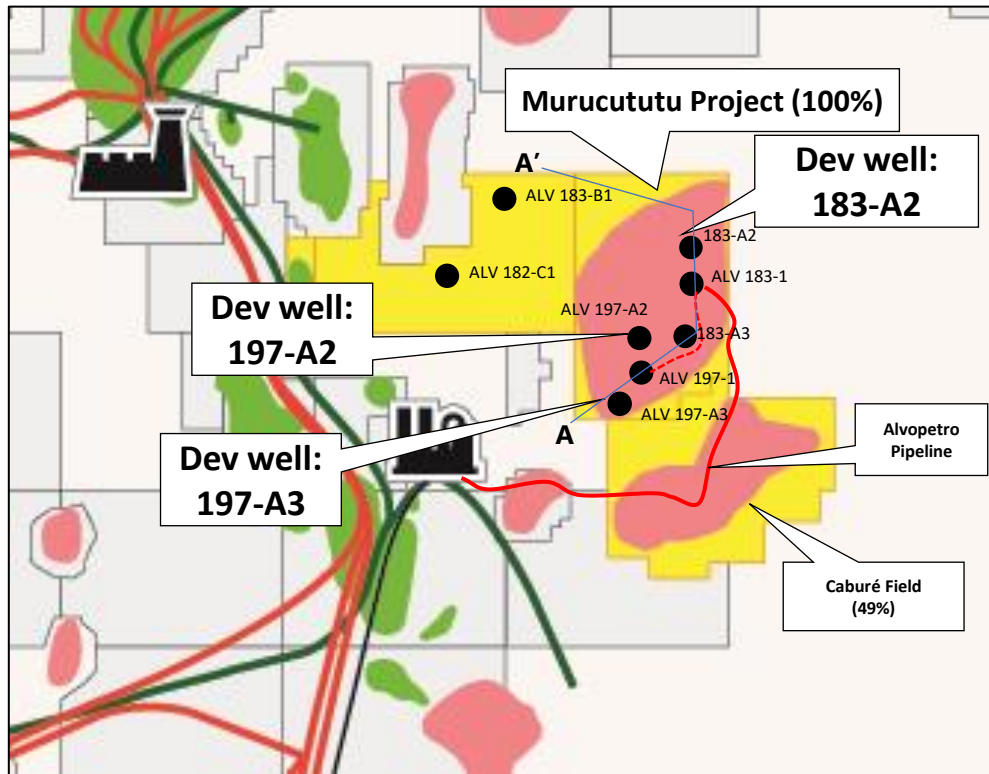 Murucututu Project (100%)
A'
Dev well:
183-A2
ALV 183-B1
183-A2
ALV 182-C1
ALV 183-1
Dev well:
197-A2
ALV 197-A2
183-A3
ALV 197-1
ALV 197-A3
A
Dev well:
197-A3
Alvopetro
Pipeline
Caburé Field
(49%)